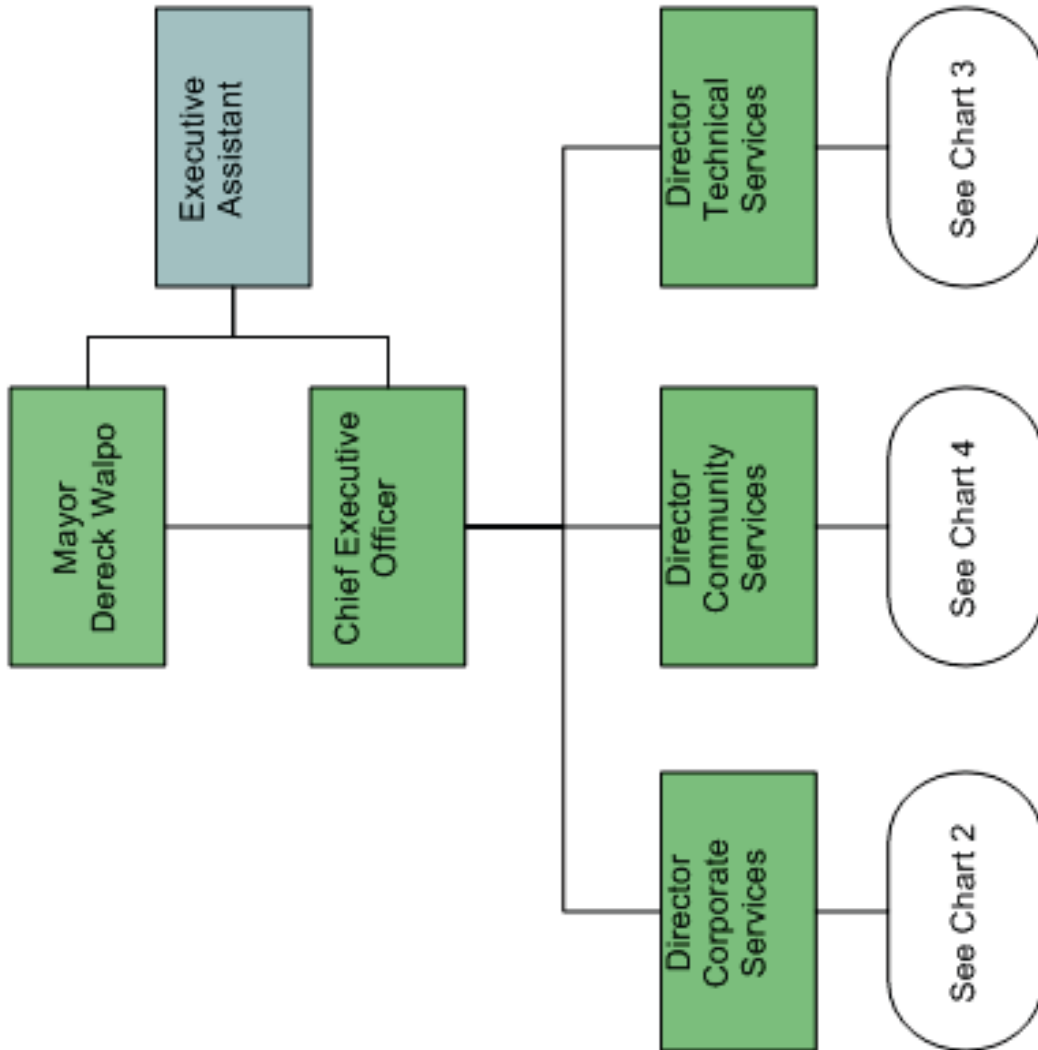 Mayor
Dereck Walpo
Executive
Assistant
Chief Executive
Officer
Director
Corporate
Services
Director
Community
Services
Director
Technical
Services
See Chart 2
See Chart 4
See Chart 3